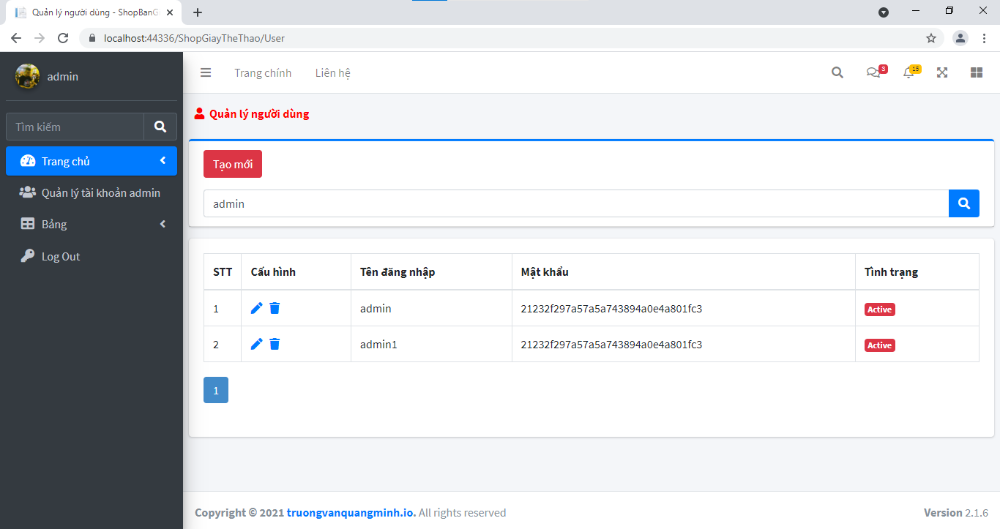 Quản lý người dùng - ShopBanG
localhost:44336/ShopGiayTheThao/User
admin
Trang chính
Liên hệ
3
15
Quản lý người dùng
Tìm kiếm
Trang chủ
Quản lý tài khoản admin
Bảng
Log Out
Tạo mới
admin
STT Cấu hình Tên đăng nhập Mật khẩu Tình trạng
1 admin 21232f297a57a5a743894a0e4a801fc3 Active
2 admin1 21232f297a57a5a743894a0e4a801fc3 Active
1
Copyright © 2021 truongvanquangminh.io. All rights reserved
Version 2.1.6